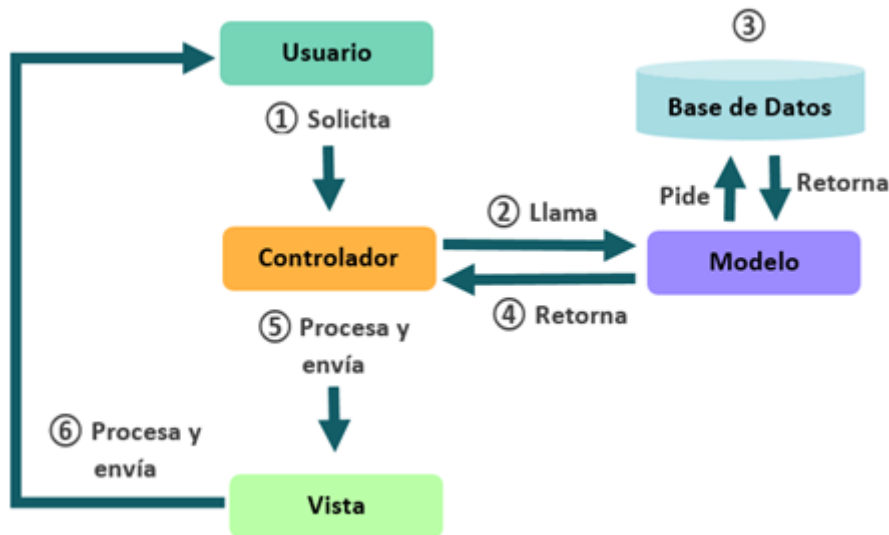 ③
Usuario
Base de Datos
① Solicita
Pide
Retorna
② Llama
Controlador
Modelo
④ Retorna
⑤ Procesa y
envía
⑥ Procesa y
envía
Vista